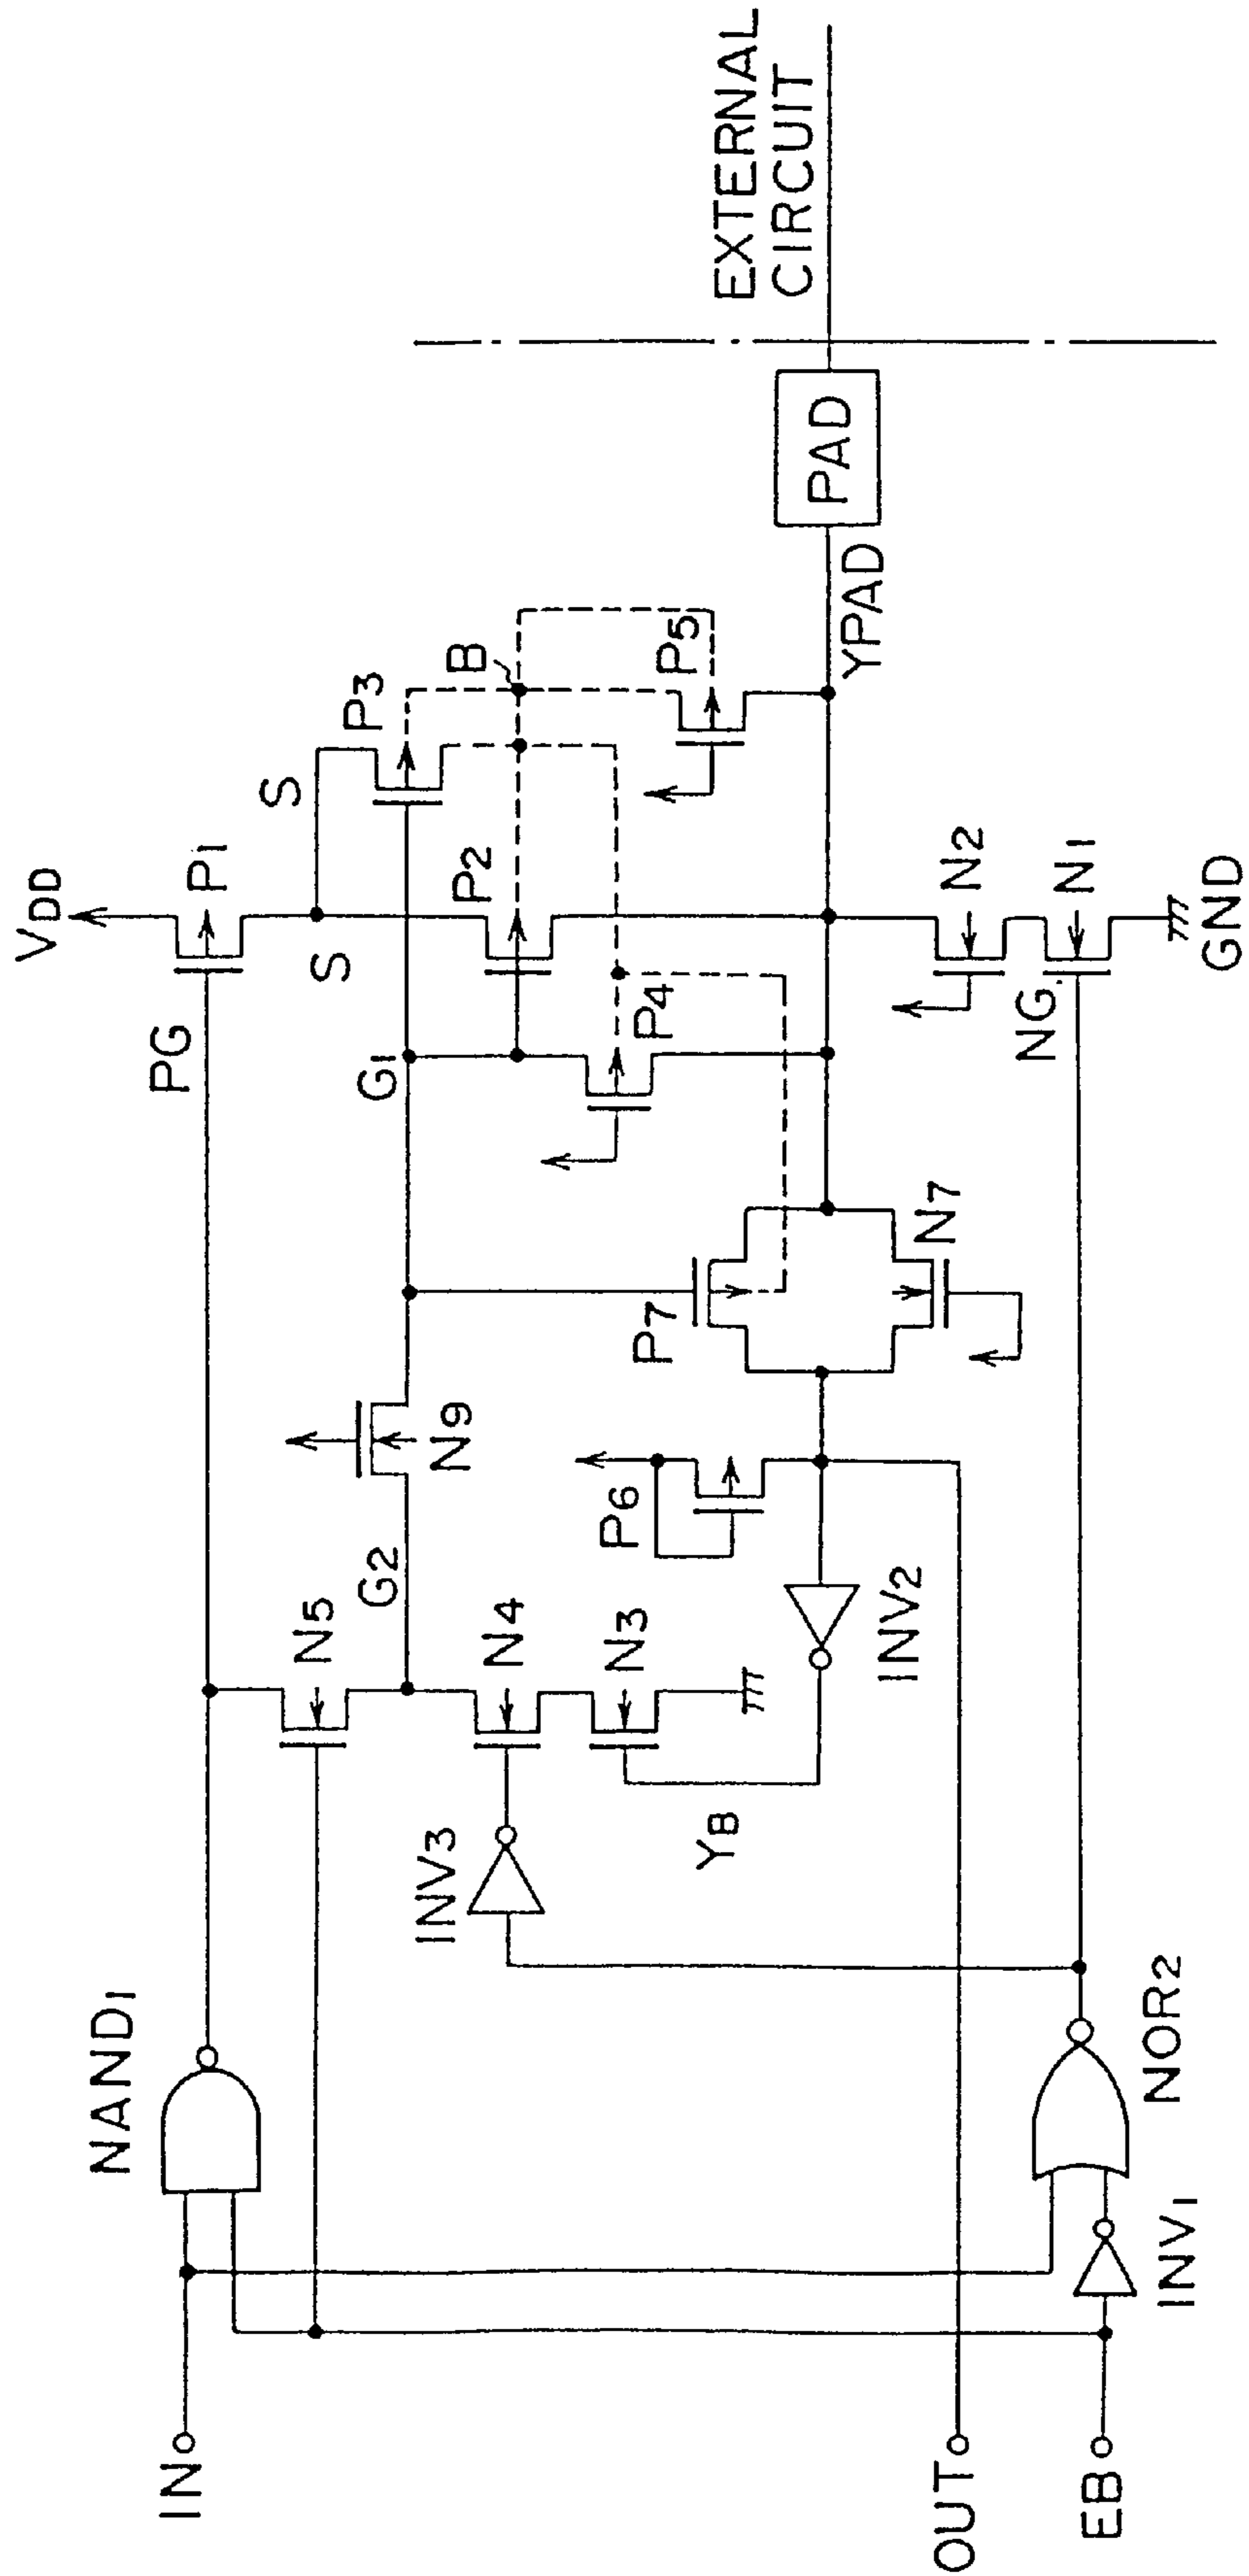 VDD
P1
PG
S
S
P3
B
P2
G1
P4
P5
EXTERNAL
CIRCUIT
PAD
YPAD
N2
N1
NG
GND
P7
N7
N9
G2
P6
N5
N4
N3
INV2
YB
INV3
NAND1
NOR2
INV1
IN
OUT
EB